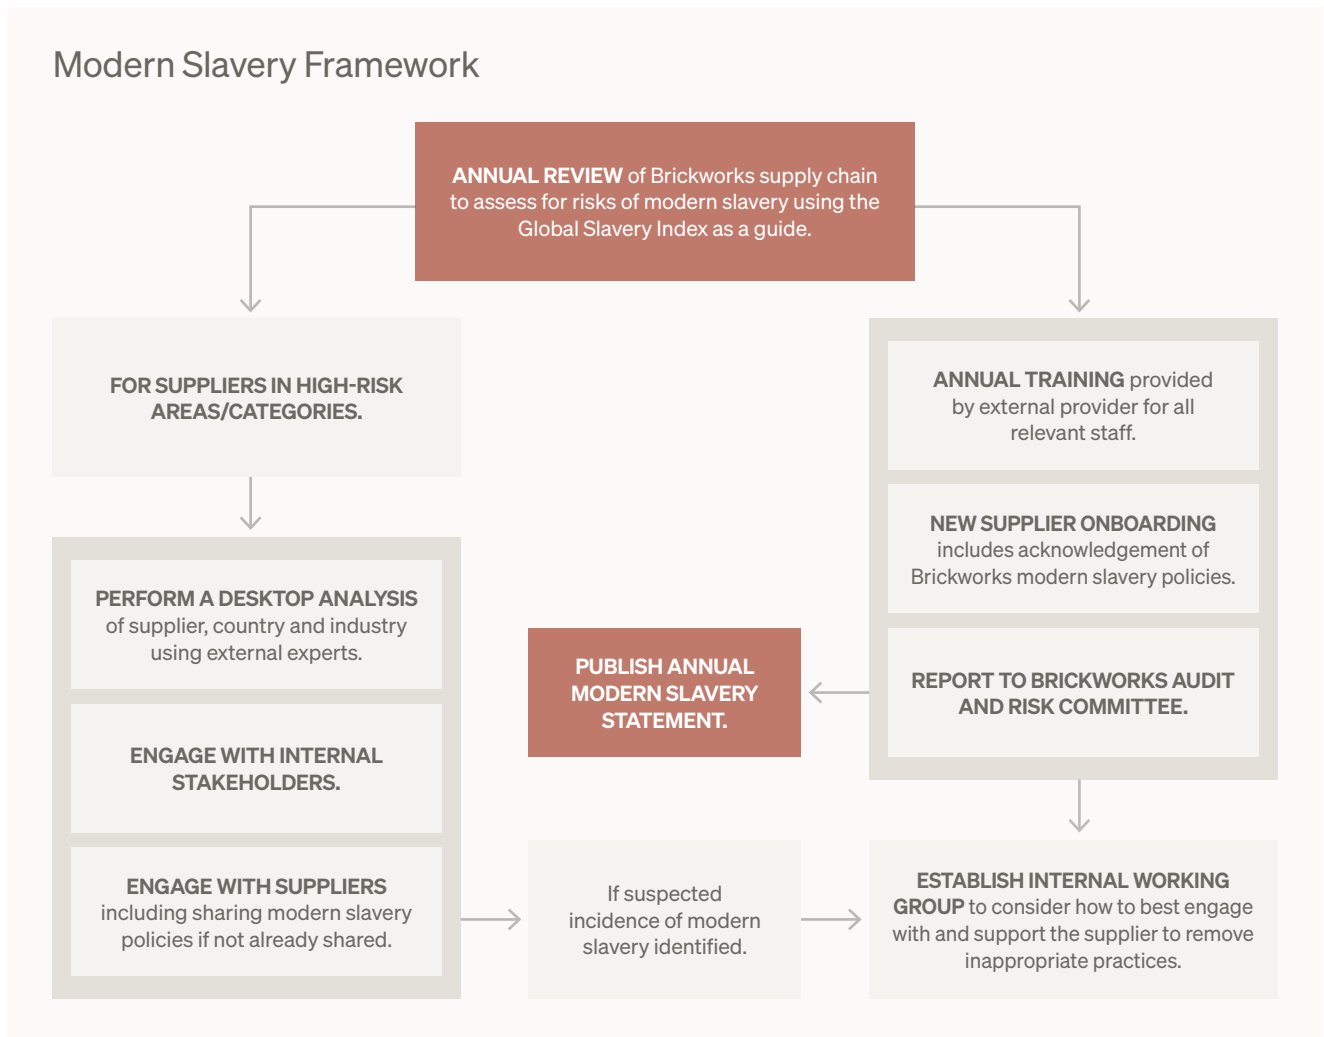 Modern Slavery Framework
ANNUAL REVIEW of Brickworks supply chain
to assess for risks of modern slavery using the
Global Slavery Index as a guide.
FOR SUPPLIERS IN HIGH-RISK
AREAS/CATEGORIES.
PERFORM A DESKTOP ANALYSIS
of supplier, country and industry
using external experts.
ENGAGE WITH INTERNAL
STAKEHOLDERS.
ENGAGE WITH SUPPLIERS
including sharing modern slavery
policies if not already shared.
If suspected
incidence of modern
slavery identified.
ANNUAL TRAINING provided
by external provider for all
relevant staff.
NEW SUPPLIER ONBOARDING
includes acknowledgement of
Brickworks modern slavery policies.
REPORT TO BRICKWORKS AUDIT
AND RISK COMMITTEE.
PUBLISH ANNUAL
MODERN SLAVERY
STATEMENT.
ESTABLISH INTERNAL WORKING
GROUP to consider how to best engage
with and support the supplier to remove
inappropriate practices.